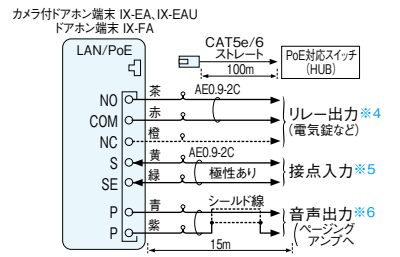 カメラ付ドアホン端末 IX-EA、IX-EAU
ドアホン端末 IX-FA
LAN/PoE
CAT5e/6
ストレート
100m
PoE対応スイッチ
(HUB)
NO 茶 AE0.9-2C
COM 赤
NC 橙
リレー出力※4
(電気錠など)
S 黄 AE0.9-2C
SE 緑 極性あり
接点入力※5
P 青 シールド線
P 紫
音声出力※6
(ページング
アンプへ
15m